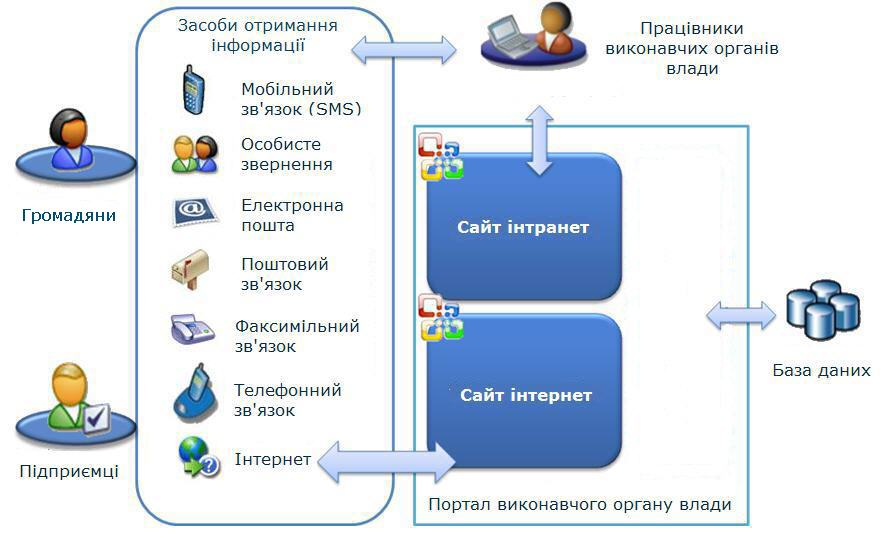 Засоби отримання
інформації
Працівники
виконавчих органів
влади
Мобільний
зв'язок (SMS)
Особисте
звернення
Громадяни
Електронна
пошта
Поштовий
зв'язок
Факсимільний
зв'язок
Телефонний
зв'язок
Підприємці
Інтернет
Сайт інтранет
Сайт інтернет
База даних
Портал виконавчого органу влади